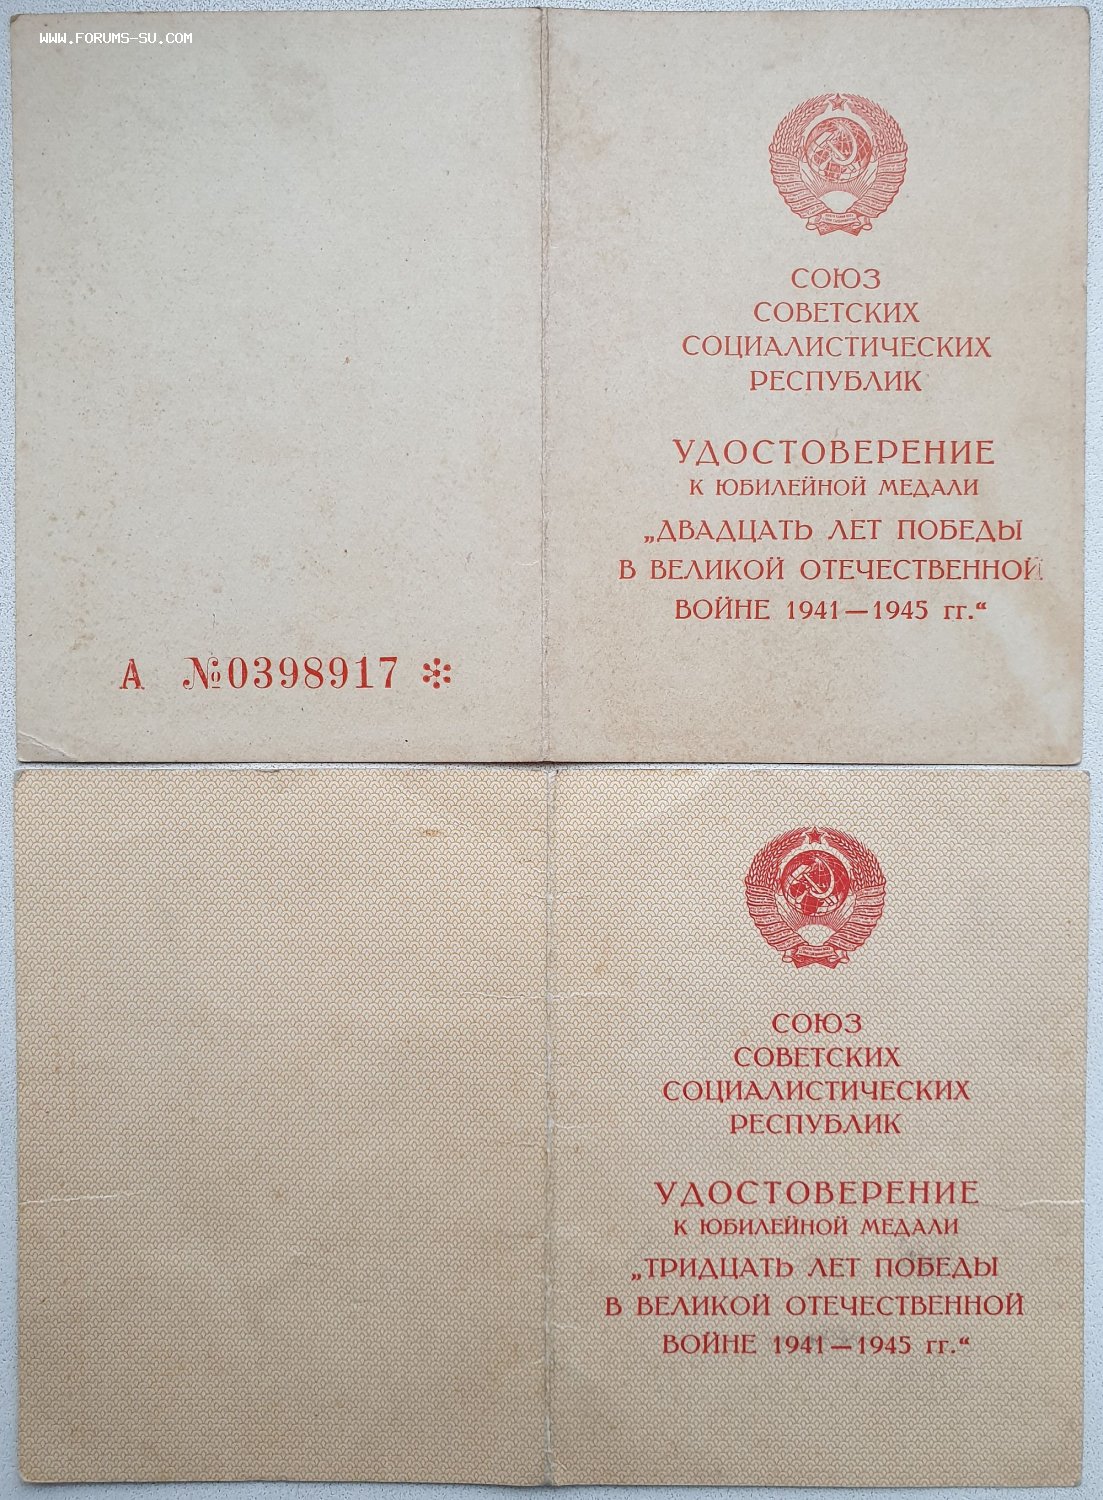 WWW.FORUMS-SU.COM
СОЮЗ
СОВЕТСКИХ
СОЦИАЛИСТИЧЕСКИХ
РЕСПУБЛИК
УДОСТОВЕРЕНИЕ
К ЮБИЛЕЙНОЙ МЕДАЛИ
„ДВАДЦАТЬ ЛЕТ ПОБЕДЫ
В ВЕЛИКОЙ ОТЕЧЕСТВЕННОЙ
ВОЙНЕ 1941—1945 гг.“
А №0398917 *
СОЮЗ
СОВЕТСКИХ
СОЦИАЛИСТИЧЕСКИХ
РЕСПУБЛИК
УДОСТОВЕРЕНИЕ
К ЮБИЛЕЙНОЙ МЕДАЛИ
„ТРИДЦАТЬ ЛЕТ ПОБЕДЫ
В ВЕЛИКОЙ ОТЕЧЕСТВЕННОЙ
ВОЙНЕ 1941—1945 гг.“